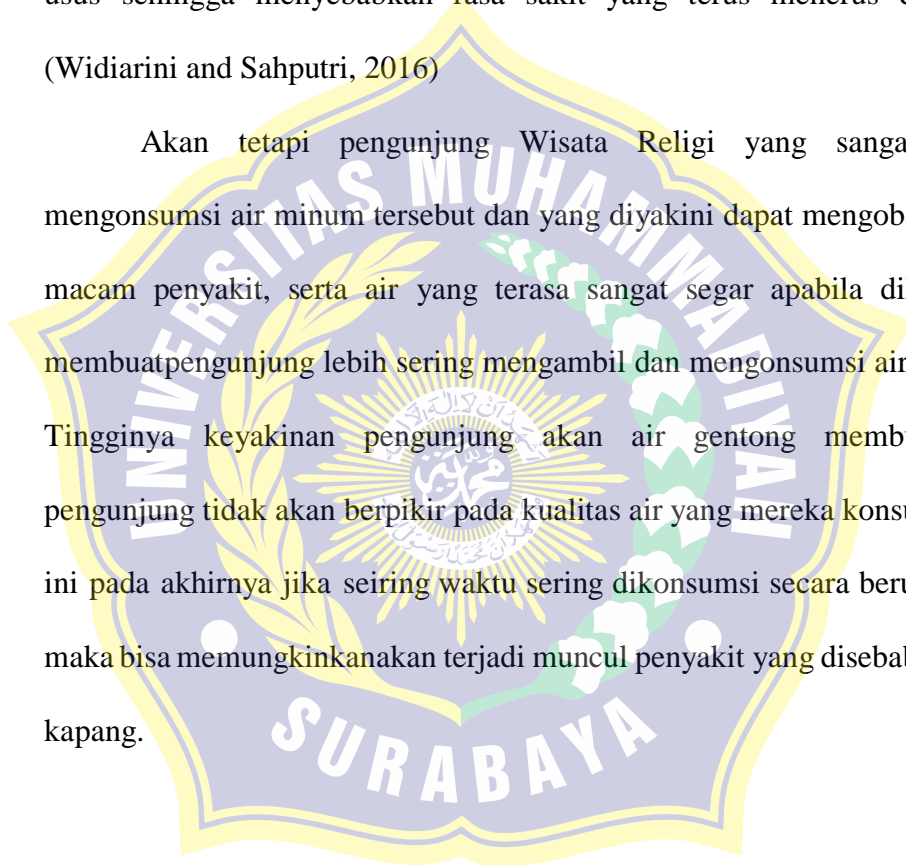 usus sehingga menyebabkan rasa sakit yang terus menerus
(Widiarini and Sahputri, 2016)
Akan tetapi pengunjung Wisata Religi yang sanga
mengonsumsi air minum tersebut dan yang diyakini dapat mengob
macam penyakit, serta air yang terasa sangat segar apabila di
membuatpengunjung lebih sering mengambil dan mengonsumsi air
Tingginya keyakinan pengunjung akan air gentong memb
pengunjung tidak akan berpikir pada kualitas air yang mereka konsu
ini pada akhirnya jika seiring waktu sering dikonsumsi secara beru
maka bisa memungkinkanakan terjadi muncul penyakit yang disebab
kapang.
UNIVERSITAS MUHAMMADIYAH
SURABAYA